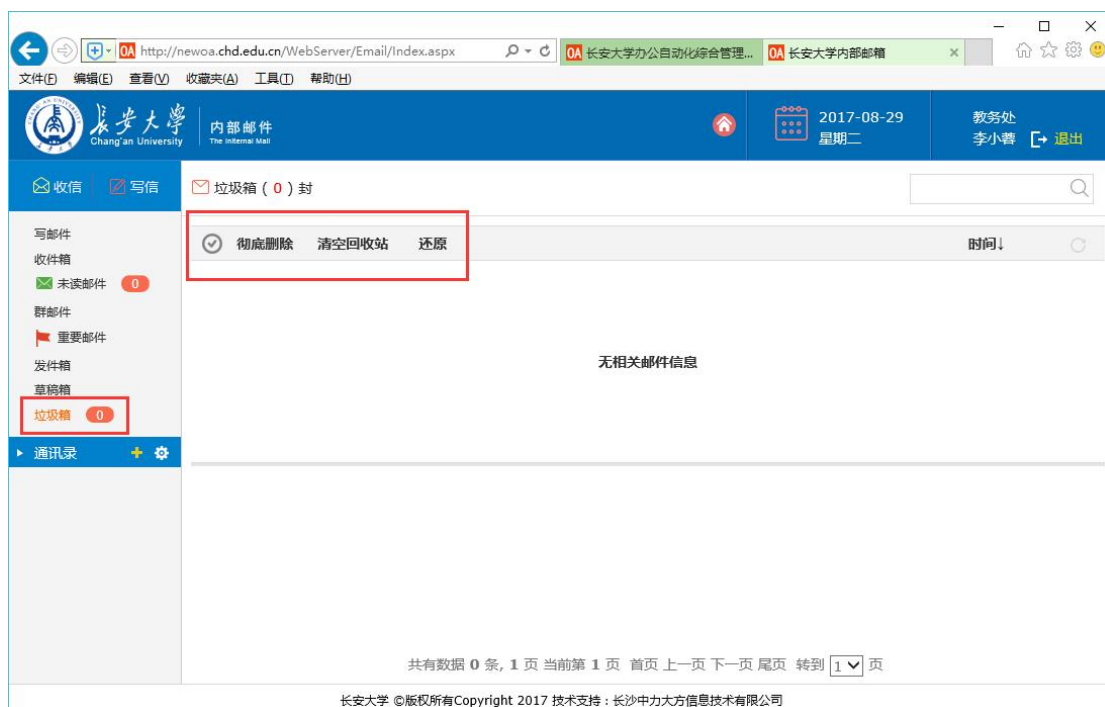 http://newoa.chd.edu.cn/WebServer/Email/Index.aspx
OA 长安大学办公自动化综合管理...
OA 长安大学内部邮箱
文件(F) 编辑(E) 查看(V) 收藏夹(A) 工具(T) 帮助(H)
长安大学
Chang'an University
内部邮件
The Internal Mail
2017-08-29
星期二
教务处
李小蓉 退出
收信 写信
垃圾箱 ( 0 ) 封
写邮件
收件箱
未读邮件 0
群邮件
重要邮件
发件箱
草稿箱
垃圾箱 0
通讯录
彻底删除 清空回收站 还原 时间↓
无相关邮件信息
共有数据 0 条, 1 页 当前第 1 页 首页 上一页 下一页 尾页 转到 1 页
长安大学 ©版权所有Copyright 2017 技术支持：长沙中力大方信息技术有限公司